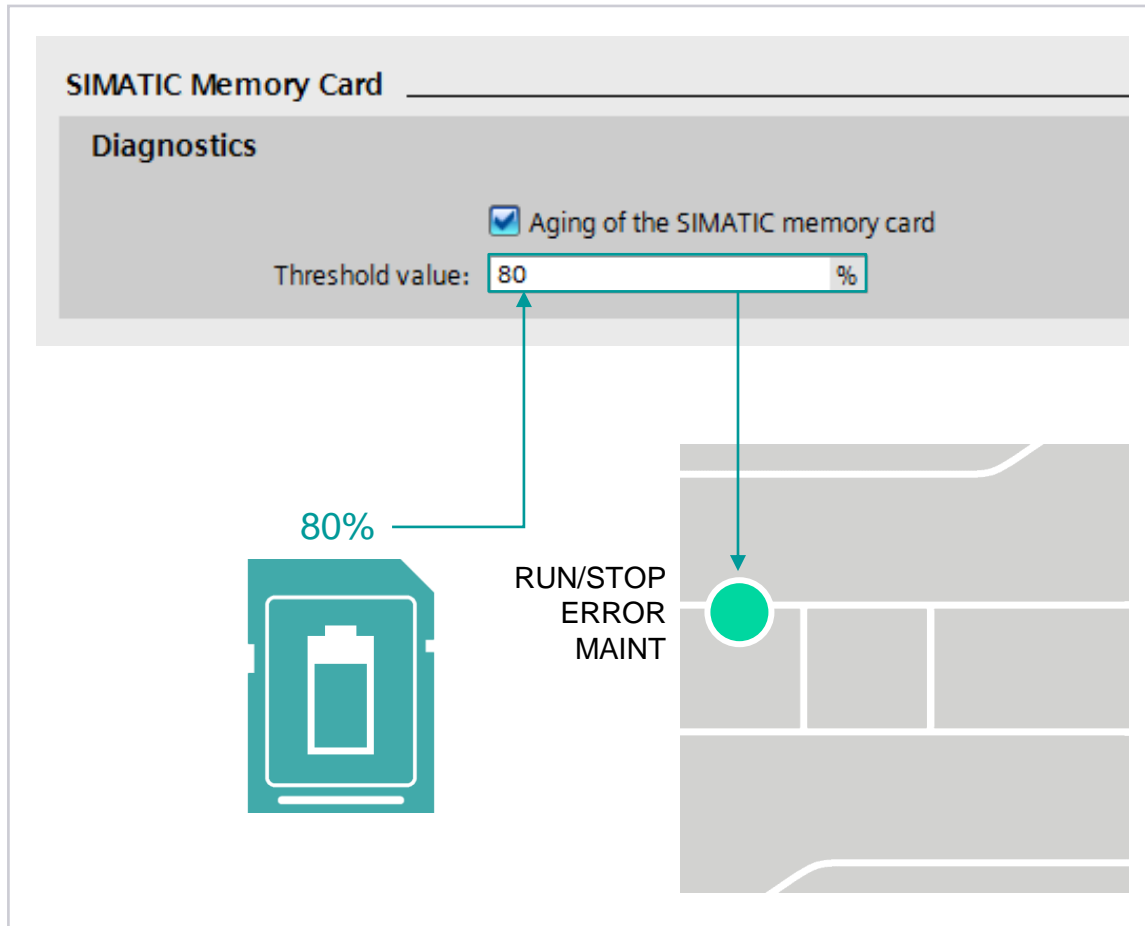 SIMATIC Memory Card
Diagnostics
Aging of the SIMATIC memory card
Threshold value: 80 %
80%
RUN/STOP
ERROR
MAINT